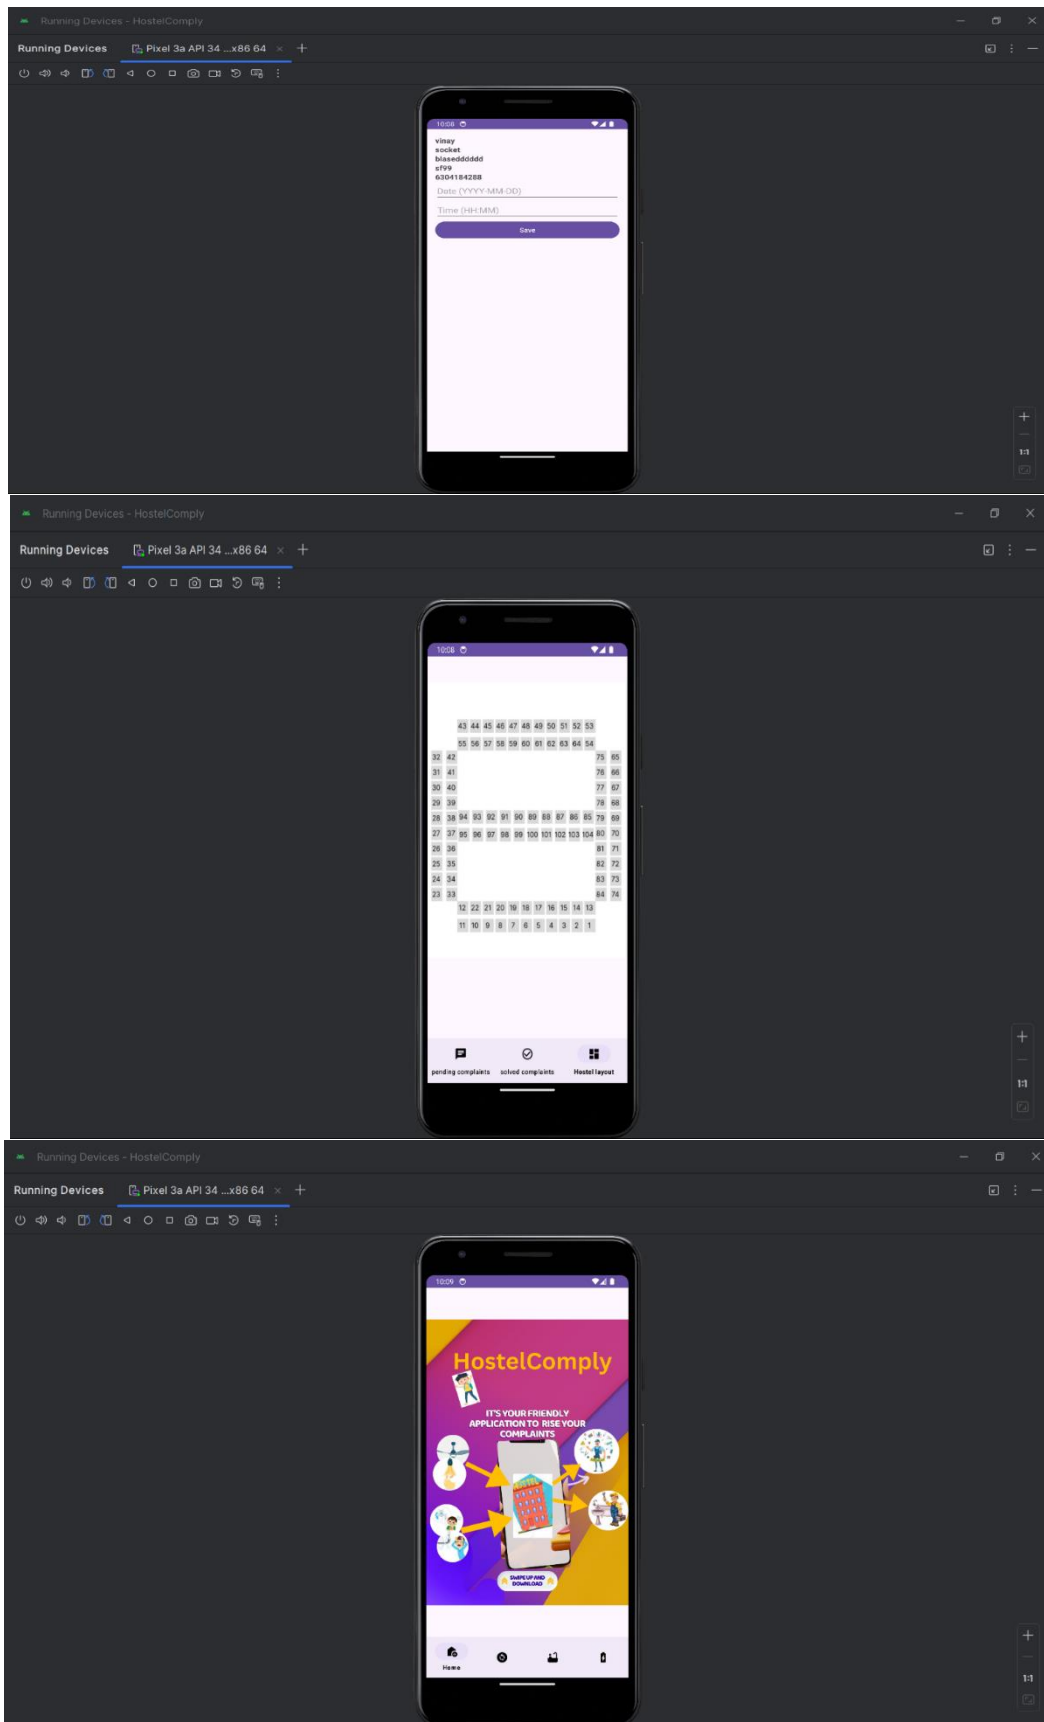 Running Devices - HostelComply
Running Devices Pixel 3a API 34 ...x86 64
10:08
vinay
socket
biasedddddd
sf99
6304184288
Date (YYYY-MM-DD)
Time (HH:MM)
Save
1:1
Running Devices - HostelComply
Running Devices Pixel 3a API 34 ...x86 64
10:08
43 44 45 46 47 48 49 50 51 52 53
55 56 57 58 59 60 61 62 63 64 54
32 42 75 65
31 41 76 66
30 40 77 67
29 39 78 68
28 38 94 93 92 91 90 89 88 87 86 85 79 69
27 37 95 96 97 98 99 100 101 102 103 104 80 70
26 36 81 71
25 35 82 72
24 34 83 73
23 33 84 74
12 22 21 20 19 18 17 16 15 14 13
11 10 9 8 7 6 5 4 3 2 1
pending complaints solved complaints Hostel layout
1:1
Running Devices - HostelComply
Running Devices Pixel 3a API 34 ...x86 64
10:09
HostelComply
IT'S YOUR FRIENDLY
APPLICATION TO RISE YOUR
COMPLAINTS
SWIPE UP AND
DOWNLOAD
Home
1:1